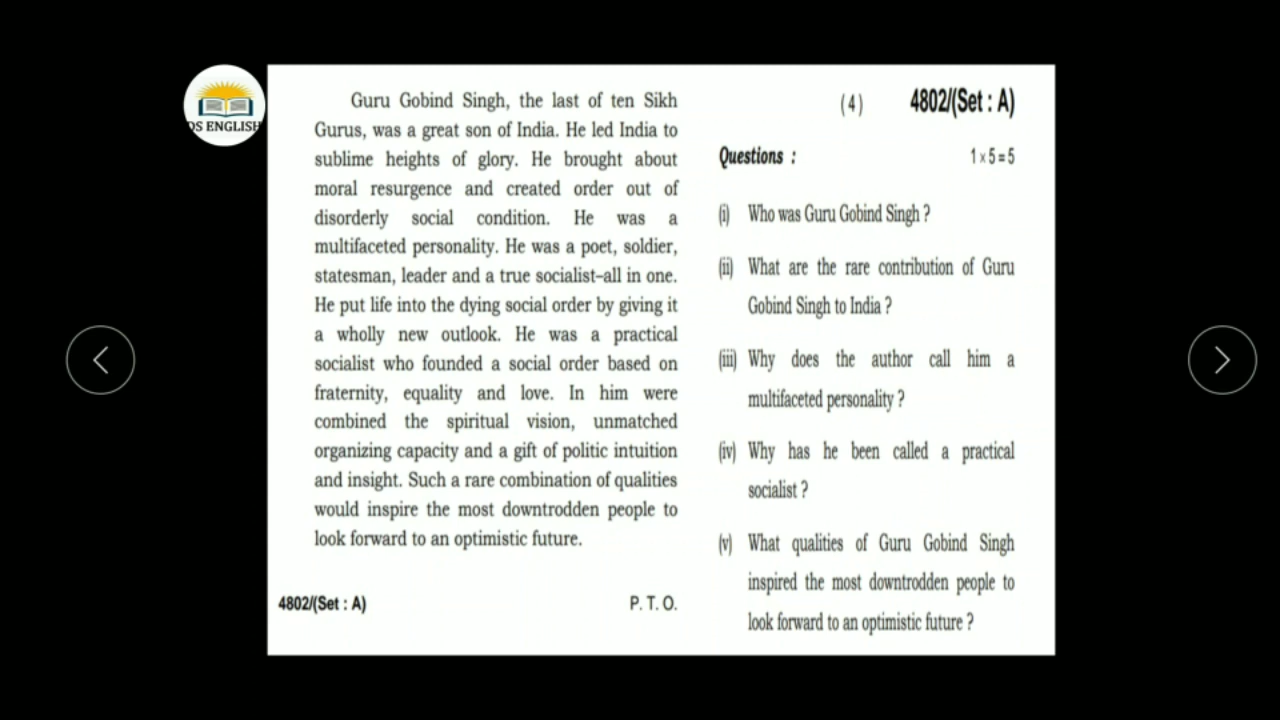 DS ENGLISH
Guru Gobind Singh, the last of ten Sikh
Gurus, was a great son of India. He led India to
sublime heights of glory. He brought about
moral resurgence and created order out of
disorderly social condition. He was a
multifaceted personality. He was a poet, soldier,
statesman, leader and a true socialist–all in one.
He put life into the dying social order by giving it
a wholly new outlook. He was a practical
socialist who founded a social order based on
fraternity, equality and love. In him were
combined the spiritual vision, unmatched
organizing capacity and a gift of politic intuition
and insight. Such a rare combination of qualities
would inspire the most downtrodden people to
look forward to an optimistic future.
4802/(Set : A) P. T. O.
(4) 4802/(Set : A)
Questions : 1×5=5
(i) Who was Guru Gobind Singh ?
(ii) What are the rare contribution of Guru
Gobind Singh to India ?
(iii) Why does the author call him a
multifaceted personality ?
(iv) Why has he been called a practical
socialist ?
(v) What qualities of Guru Gobind Singh
inspired the most downtrodden people to
look forward to an optimistic future ?